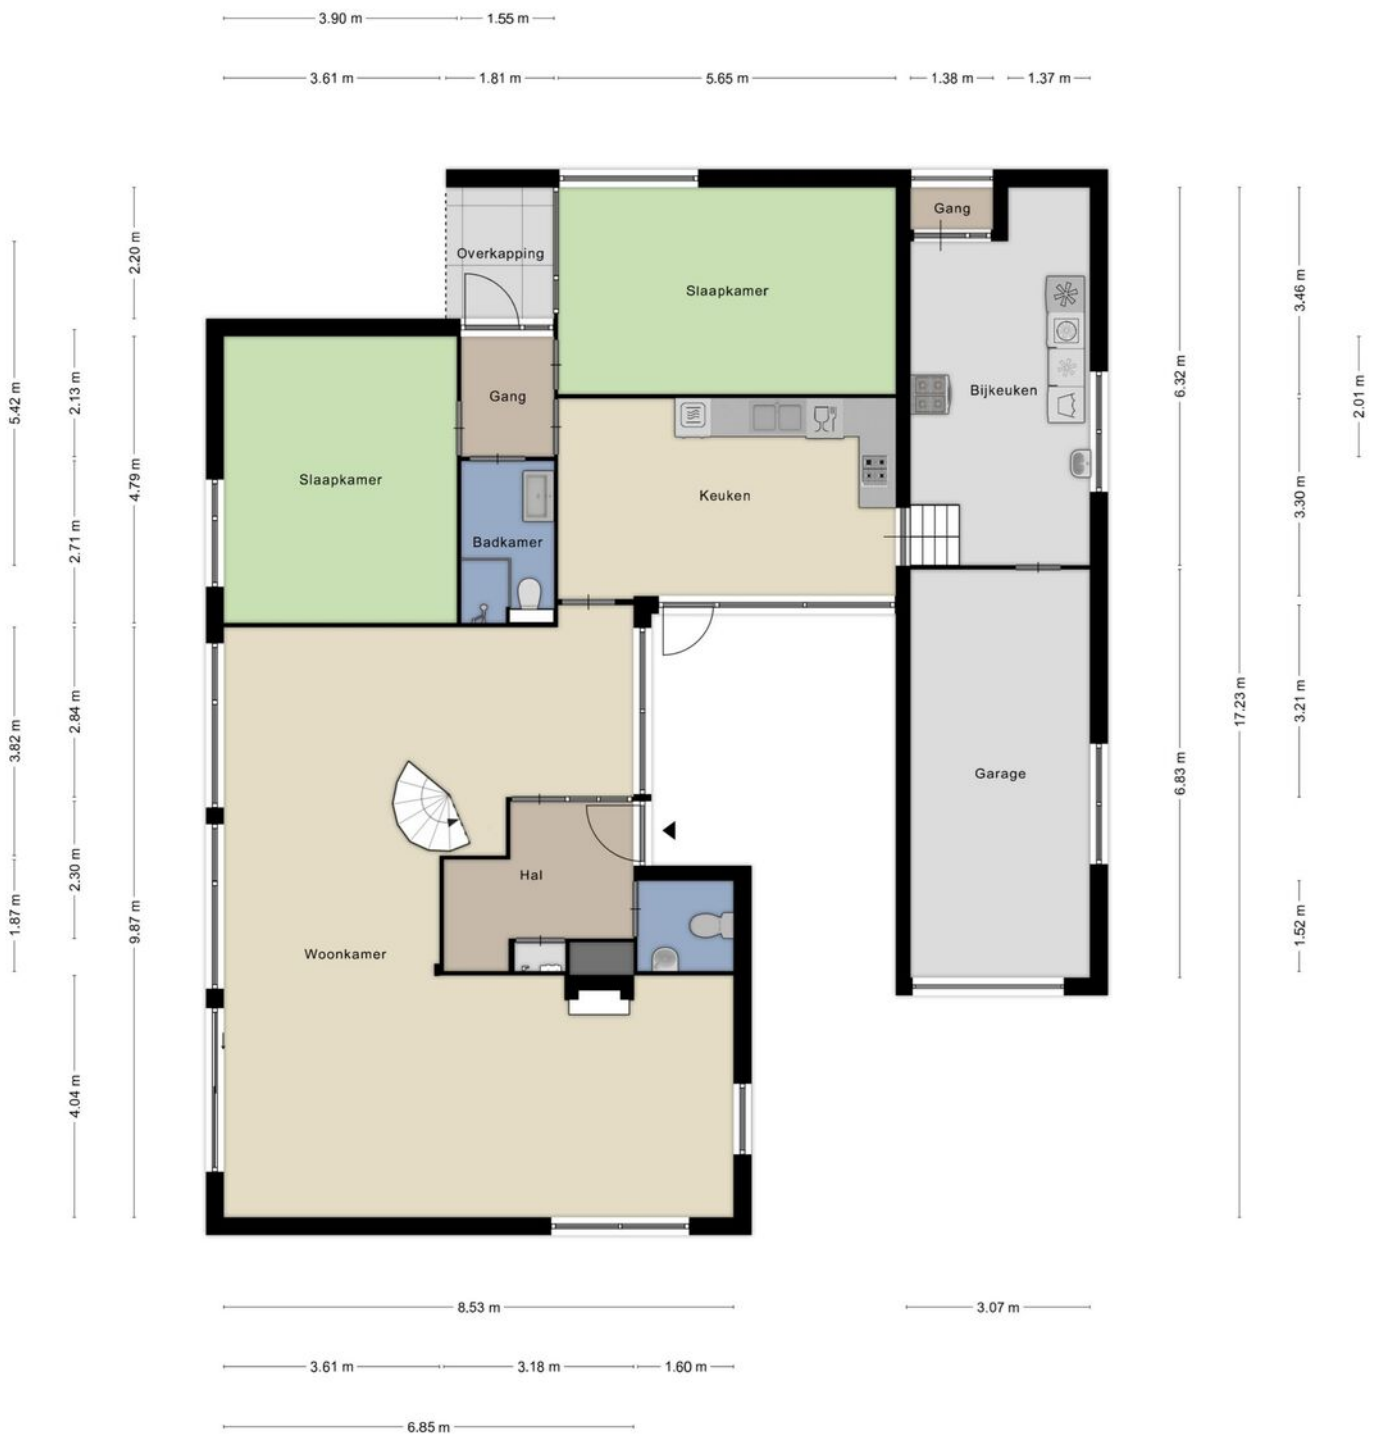 3.90 m 1.55 m
3.61 m 1.81 m 5.65 m 1.38 m 1.37 m
Gang
Overkapping
2.20 m
Slaapkamer
3.46 m
6.32 m
Bijkeuken
Gang
5.42 m
2.13 m
2.01 m
Slaapkamer
4.79 m
Keuken
3.30 m
Badkamer
2.71 m
17.23 m
3.21 m
2.84 m
3.82 m
Garage
6.83 m
Hal
2.30 m
1.87 m
9.87 m
1.52 m
Woonkamer
4.04 m
8.53 m 3.07 m
3.61 m 3.18 m 1.60 m
6.85 m